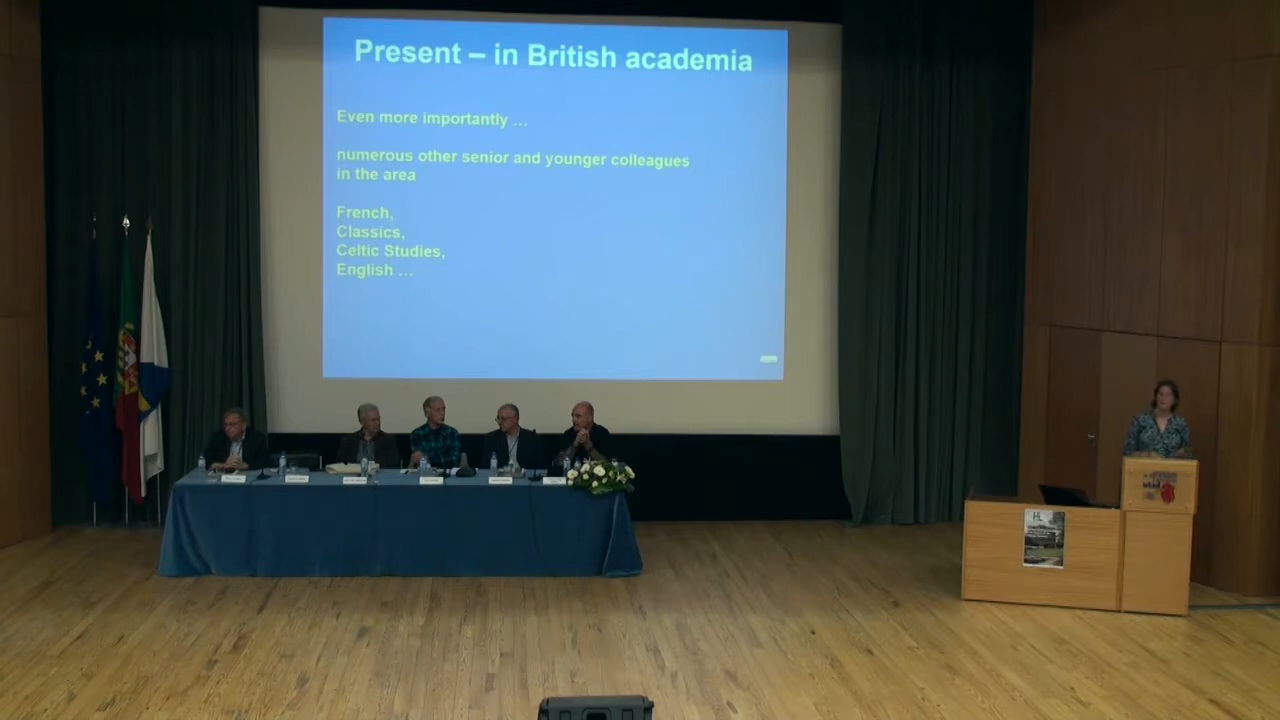 Present – in British academia
Even more importantly …
numerous other senior and younger colleagues
in the area
French,
Classics,
Celtic Studies,
English …